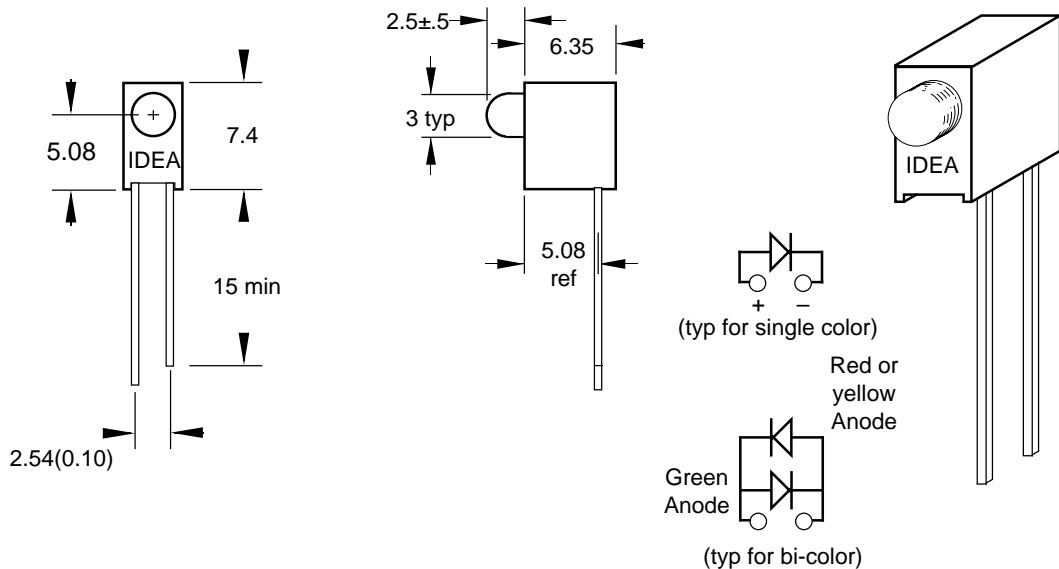 2.5±.5
6.35
5.08
7.4
IDEA
3 typ
IDEA
15 min
5.08
ref
2.54(0.10)
+ –
(typ for single color)
Red or
yellow
Anode
Green
Anode
(typ for bi-color)